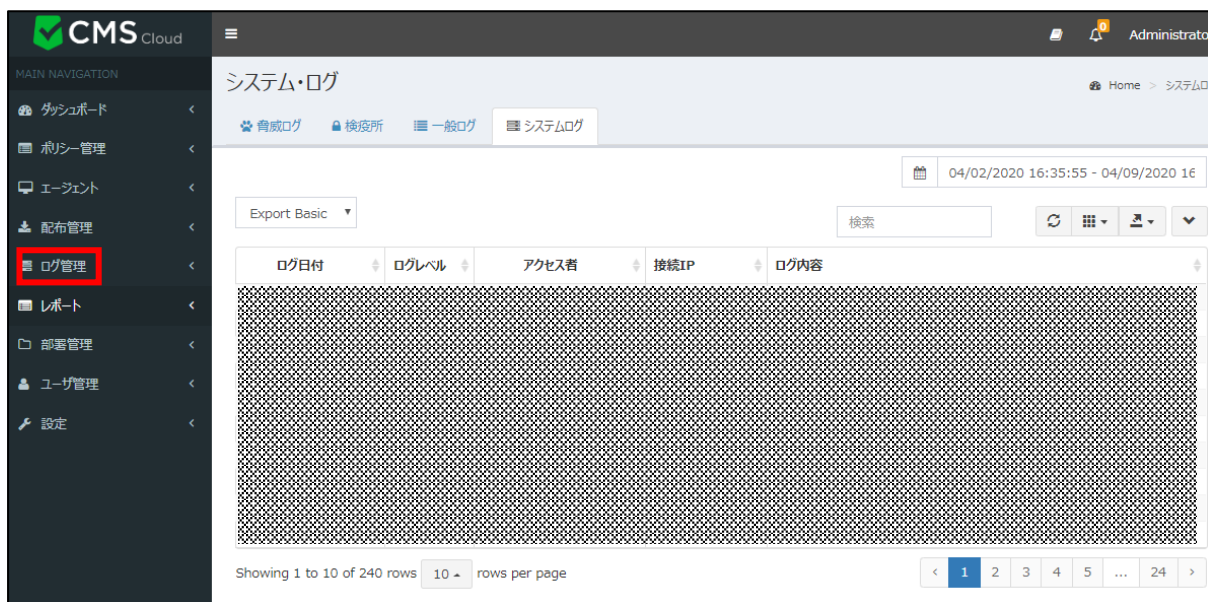 CMS Cloud
Administrato
0
MAIN NAVIGATION
ダッシュボード
ポリシー管理
エージェント
配布管理
ログ管理
レポート
部署管理
ユーザ管理
設定
システム・ログ
Home > システムロ
脅威ログ 検疫所 一般ログ システムログ
04/02/2020 16:35:55 - 04/09/2020 16
Export Basic
検索
ログ日付 ログレベル アクセス者 接続IP ログ内容
Showing 1 to 10 of 240 rows 10 rows per page
‹ 1 2 3 4 5 ... 24 ›